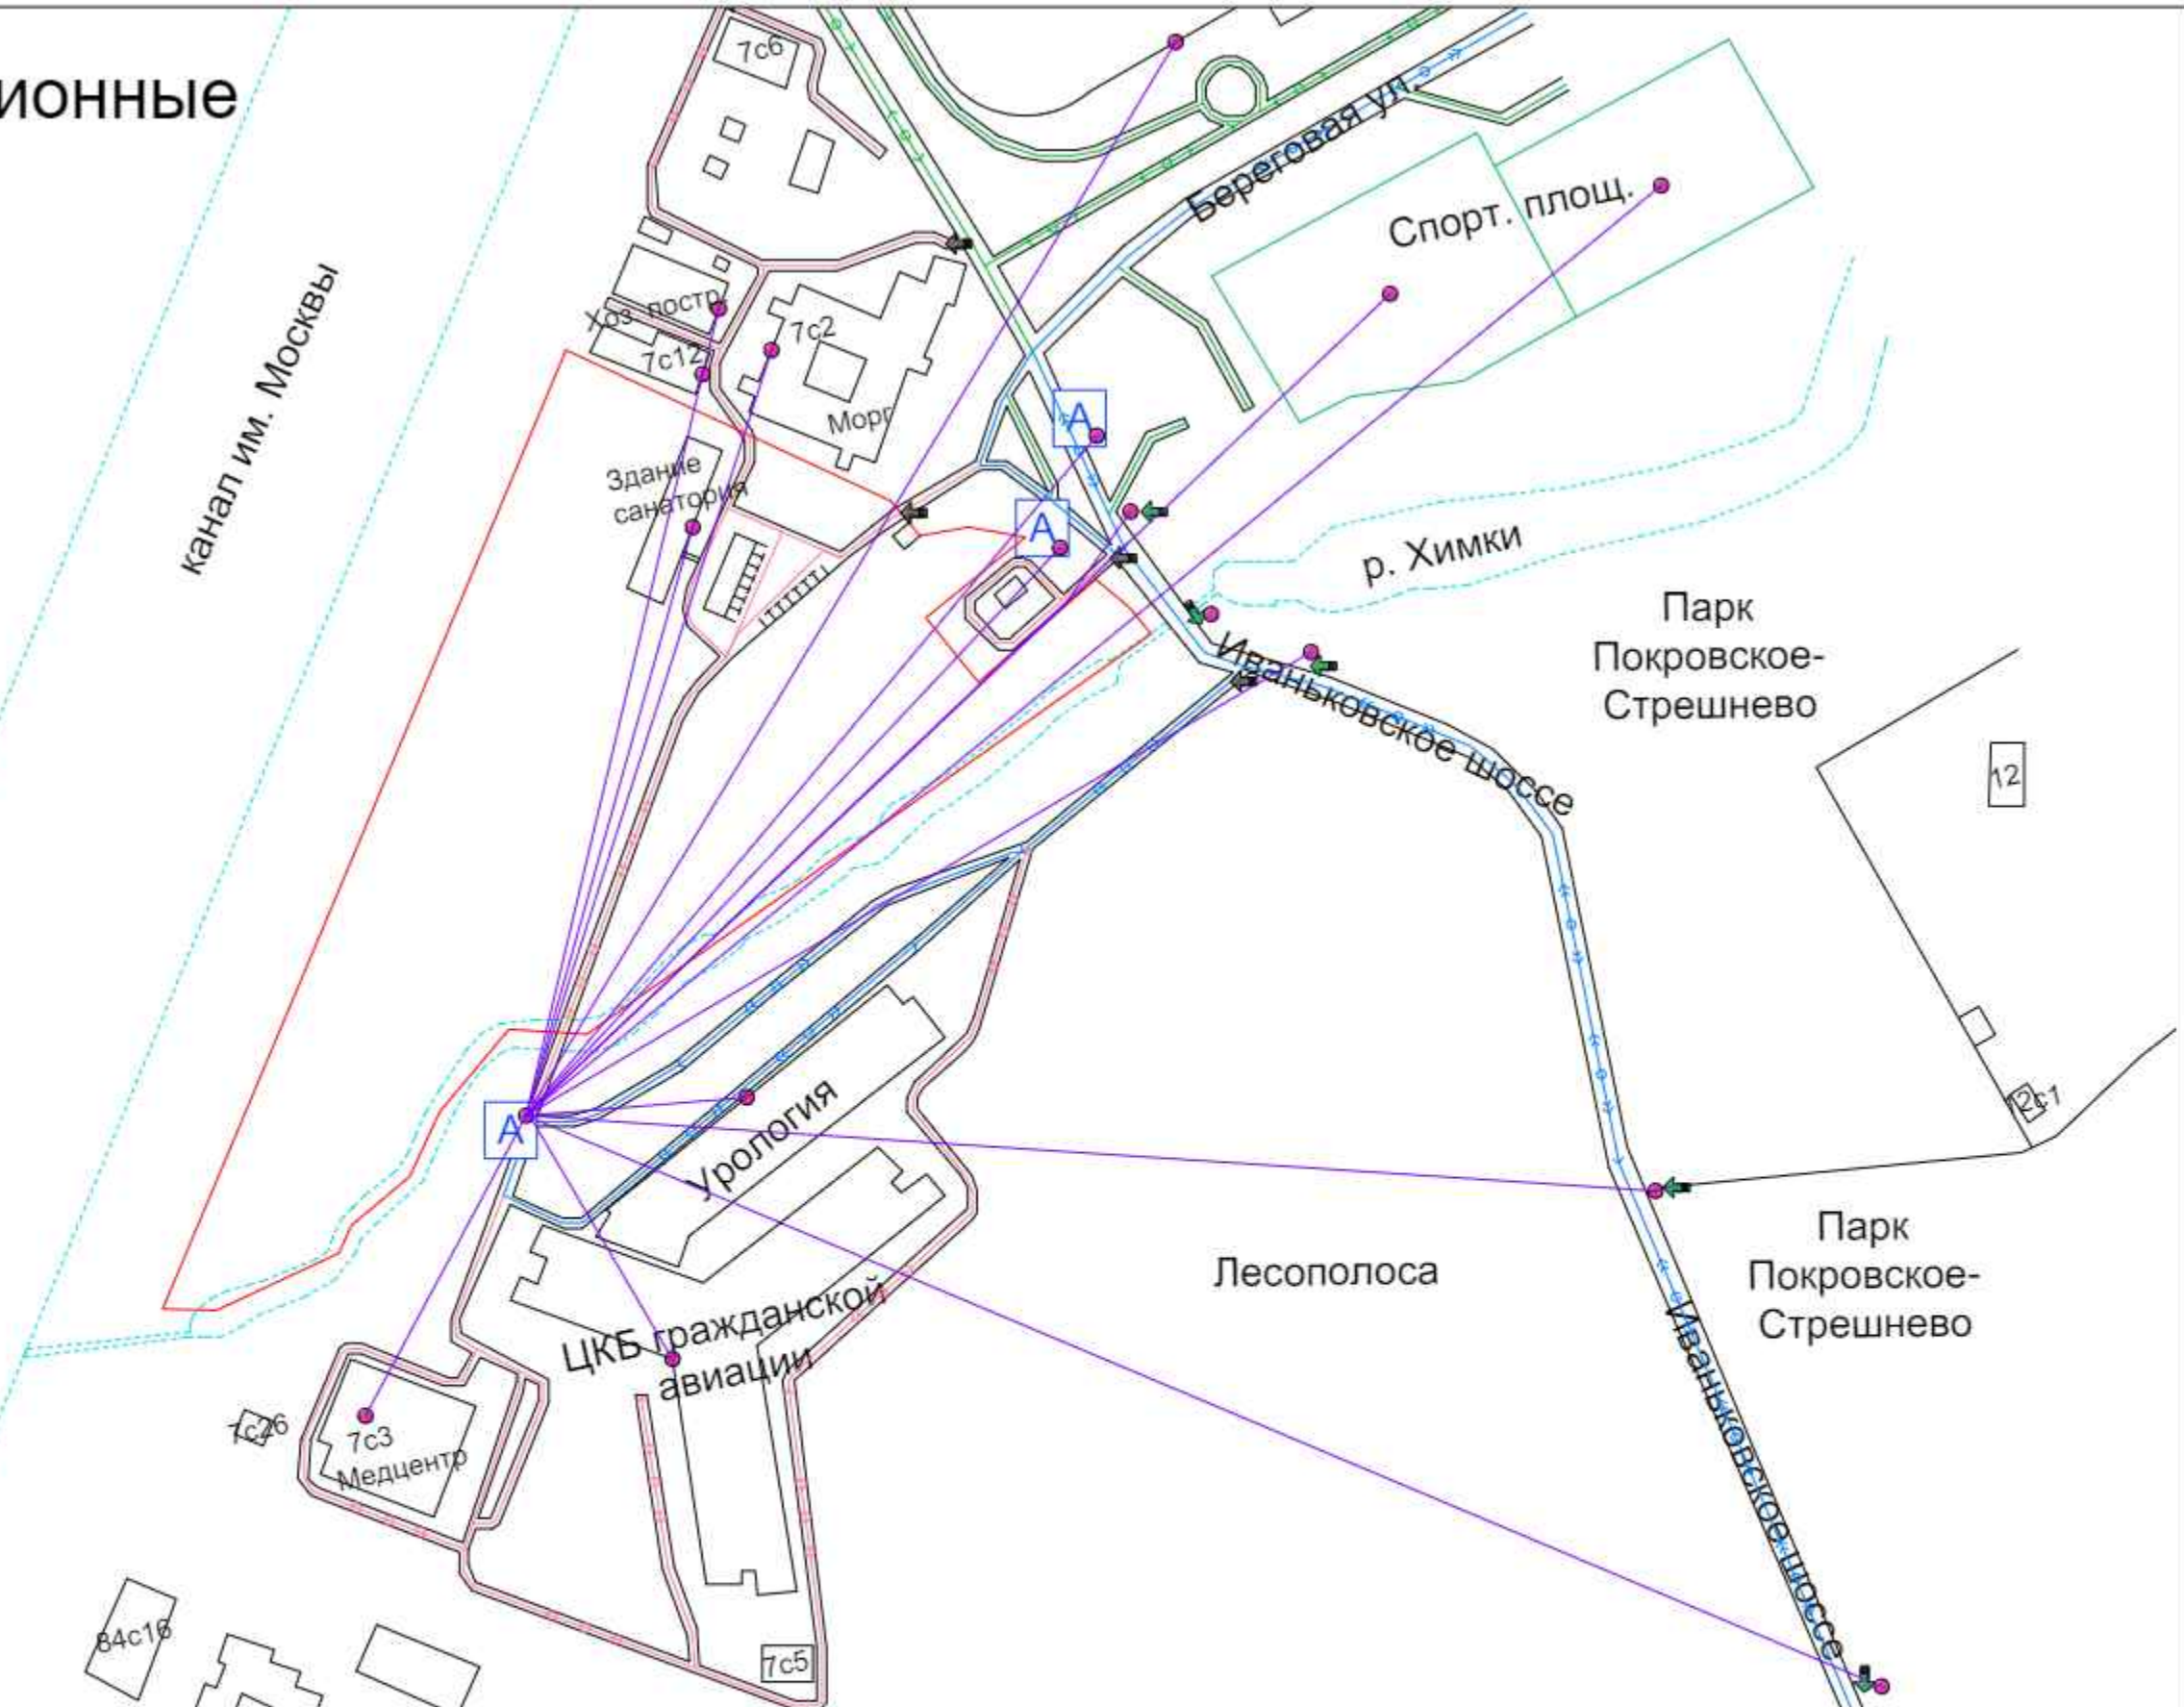 7с6
ионные
Береговая ул.
Спорт. площ.
канал им. Москвы
Хоз. постр.
7с2
7с12
Морг
А
Здание
санатория
А
р. Химки
Парк
Покровское-
Стрешнево
Иваньковское шоссе
12
12с1
А
Урология
Лесополоса
Парк
Покровское-
Стрешнево
ЦКБ гражданской
авиации
Иваньковское шоссе
7с26
7с3
Медцентр
84с16
7с5